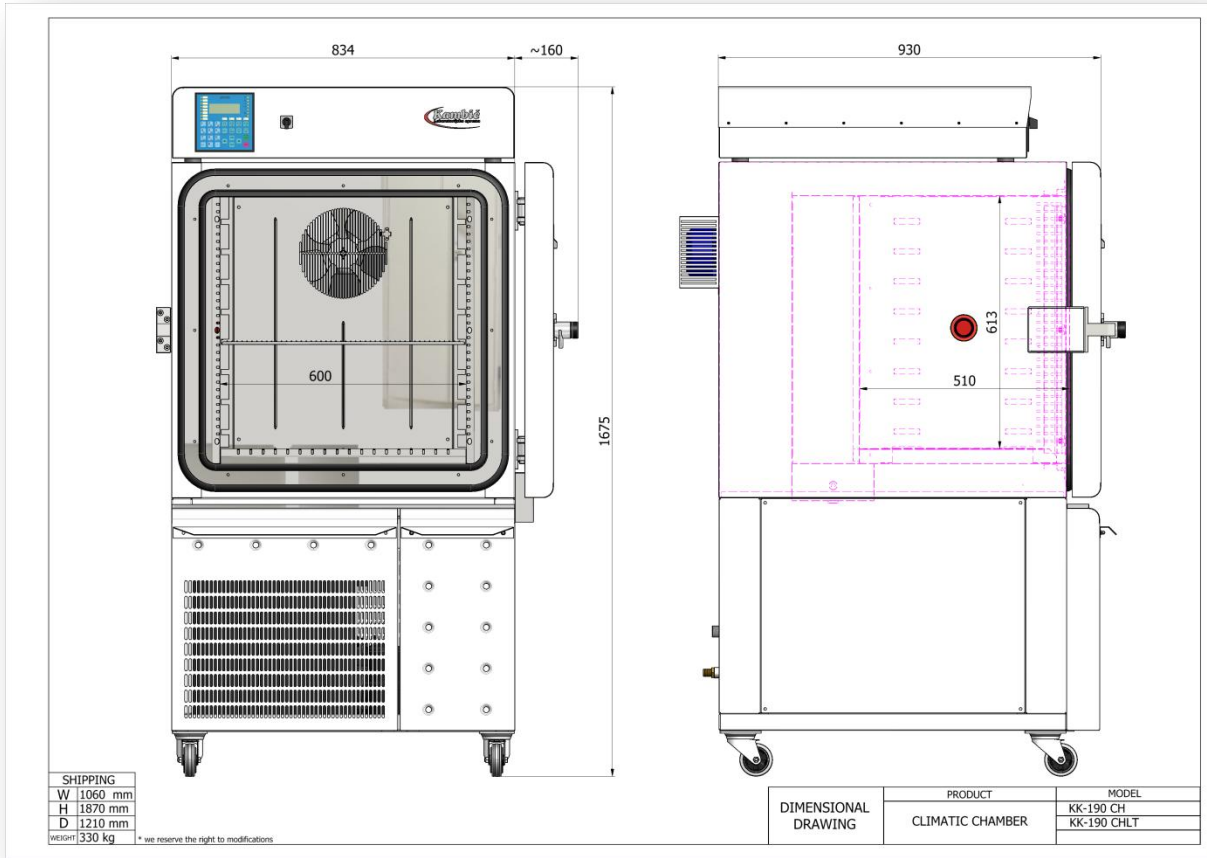 834
~160
930
Kambič
600
1675
613
510
SHIPPING
W 1060 mm
H 1870 mm
D 1210 mm
WEIGHT 330 kg
* we reserve the right to modifications
DIMENSIONAL
DRAWING
PRODUCT
CLIMATIC CHAMBER
MODEL
KK-190 CH
KK-190 CHLT